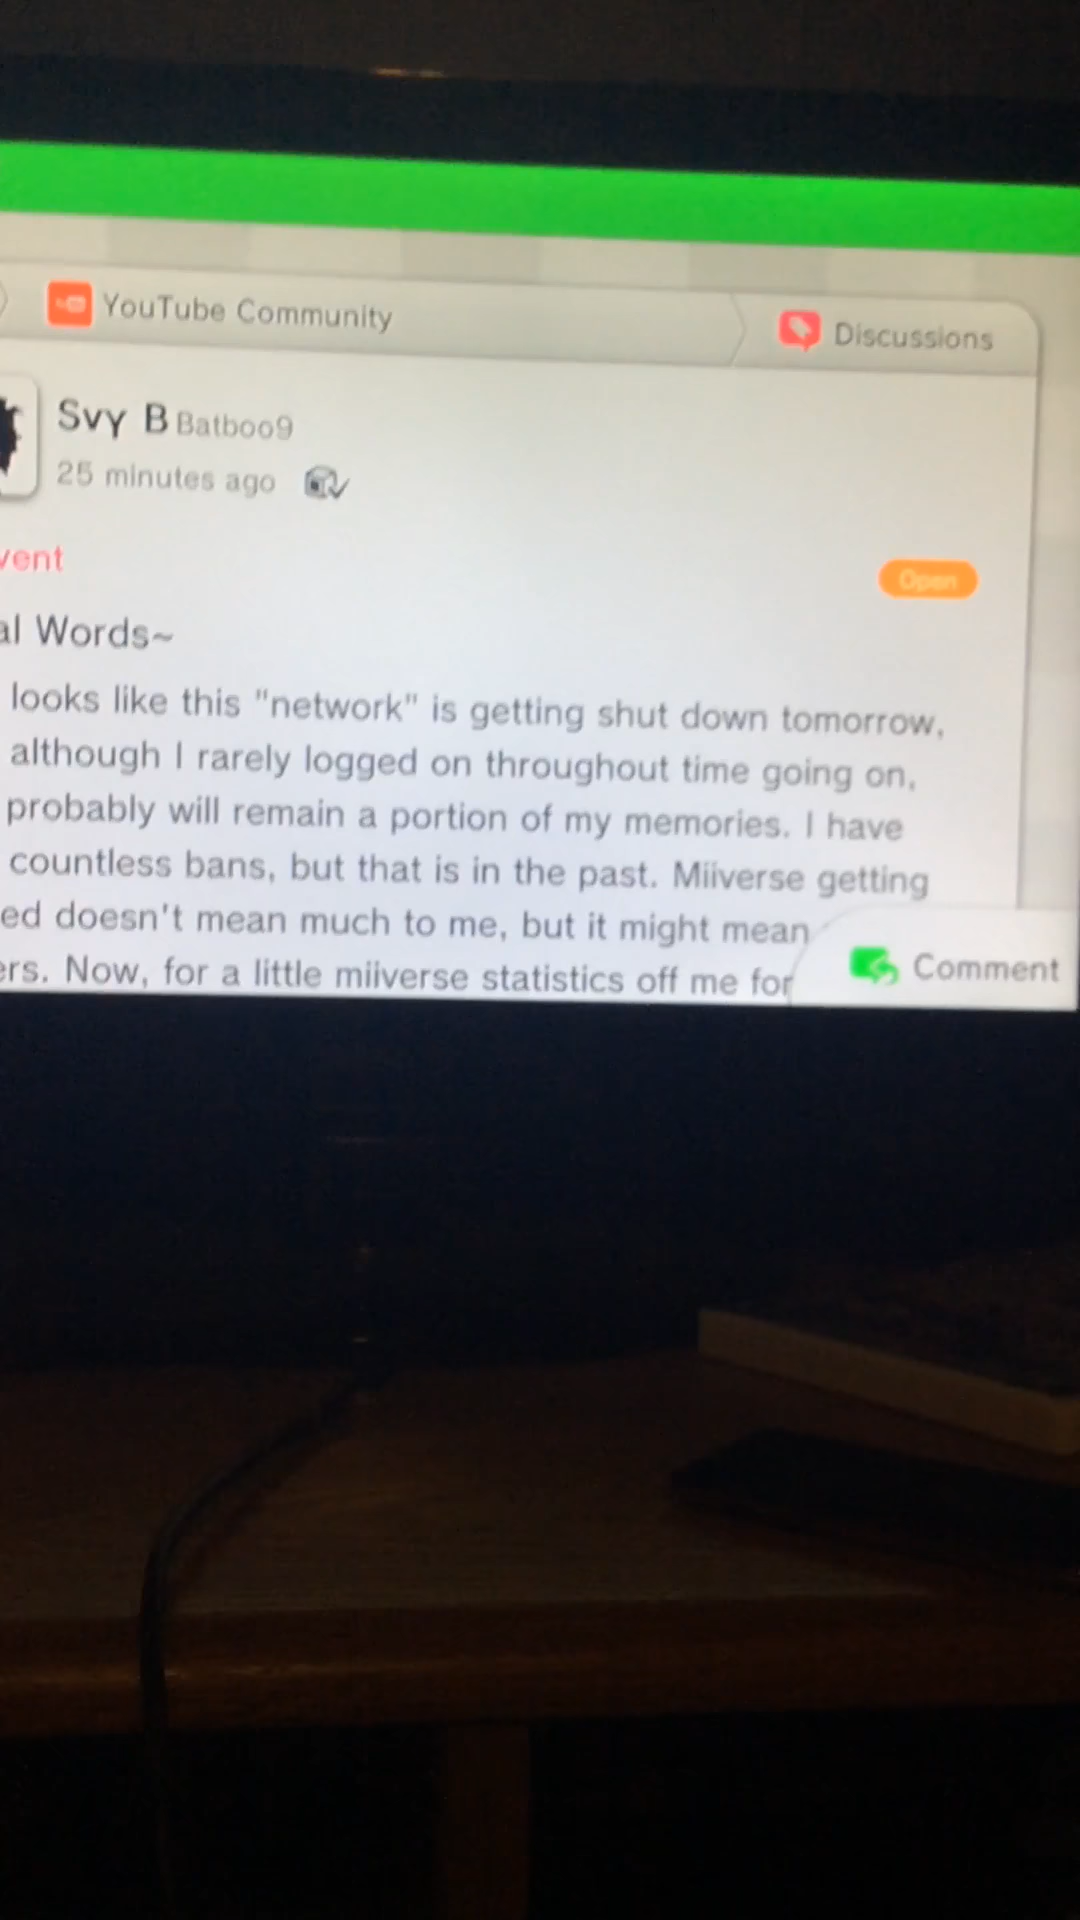 YouTube Community
Discussions
Svy B Batboo9
25 minutes ago
vent
Open
al Words~
looks like this "network" is getting shut down tomorrow,
although I rarely logged on throughout time going on,
probably will remain a portion of my memories. I have
countless bans, but that is in the past. Miiverse getting
ed doesn't mean much to me, but it might mean
ers. Now, for a little miiverse statistics off me for
Comment